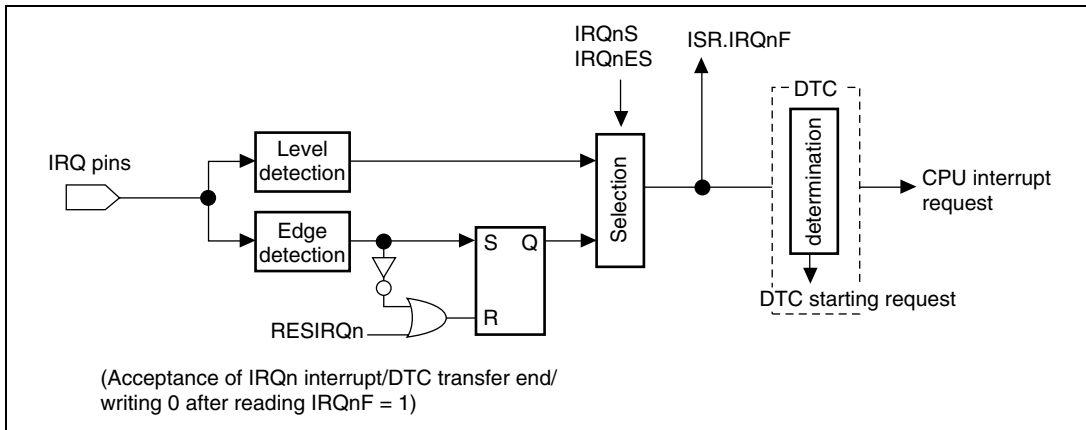 IRQnS
IRQnES
ISR.IRQnF
DTC
IRQ pins
Level
detection
Edge
detection
S Q
R
RESIRQn
Selection
determination
CPU interrupt
request
DTC starting request
(Acceptance of IRQn interrupt/DTC transfer end/
writing 0 after reading IRQnF = 1)